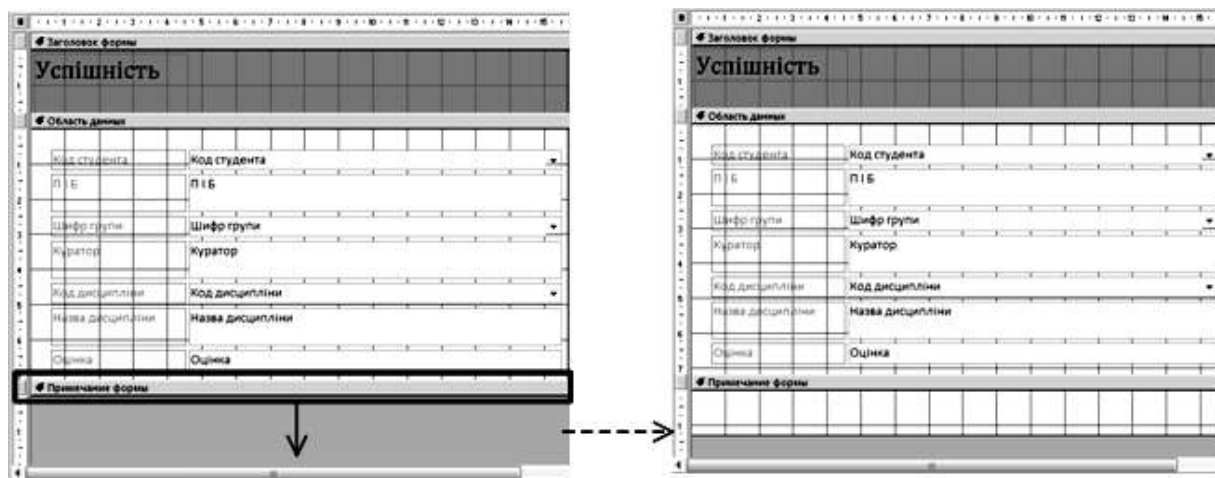 Заголовок формы
Успішність
Область данных
Код студента Код студента
П І Б П І Б
Шифр групи Шифр групи
Куратор Куратор
Код дисципліни Код дисципліни
Назва дисципліни Назва дисципліни
Оцінка Оцінка
Примечание формы
Заголовок формы
Успішність
Область данных
Код студента Код студента
П І Б П І Б
Шифр групи Шифр групи
Куратор Куратор
Код дисципліни Код дисципліни
Назва дисципліни Назва дисципліни
Оцінка Оцінка
Примечание формы